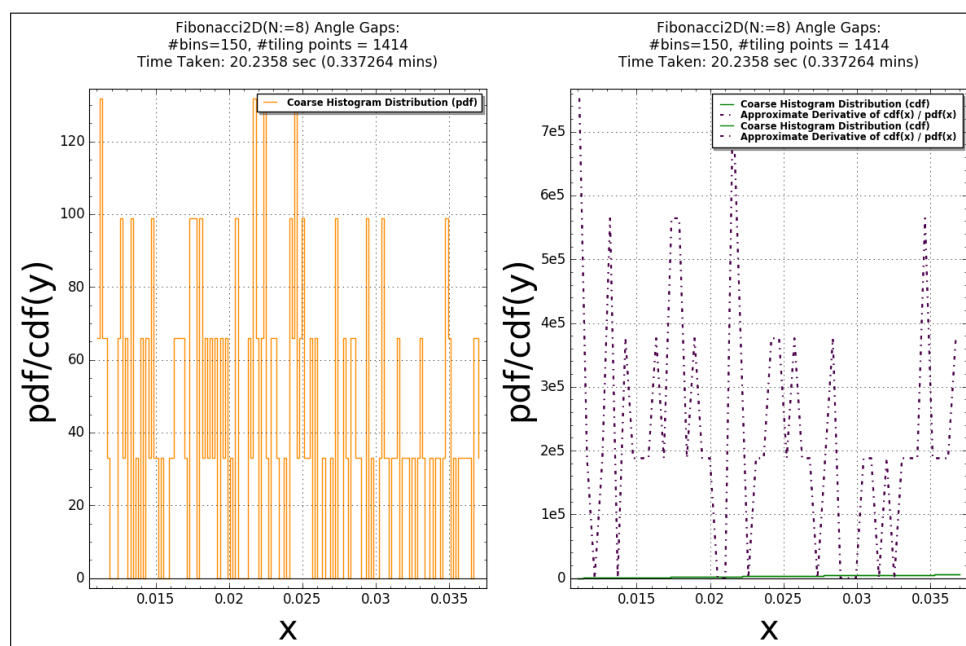 Fibonacci2D(N:=8) Angle Gaps:
#bins=150, #tiling points = 1414
Time Taken: 20.2358 sec (0.337264 mins)
Coarse Histogram Distribution (pdf)
pdf/cdf(y)
120
100
80
60
40
20
0
0.015
0.02
0.025
0.03
0.035
x
Fibonacci2D(N:=8) Angle Gaps:
#bins=150, #tiling points = 1414
Time Taken: 20.2358 sec (0.337264 mins)
Coarse Histogram Distribution (cdf)
Approximate Derivative of cdf(x) / pdf(x)
Coarse Histogram Distribution (cdf)
Approximate Derivative of cdf(x) / pdf(x)
pdf/cdf(y)
7e5
6e5
5e5
4e5
3e5
2e5
1e5
0
0.015
0.02
0.025
0.03
0.035
x